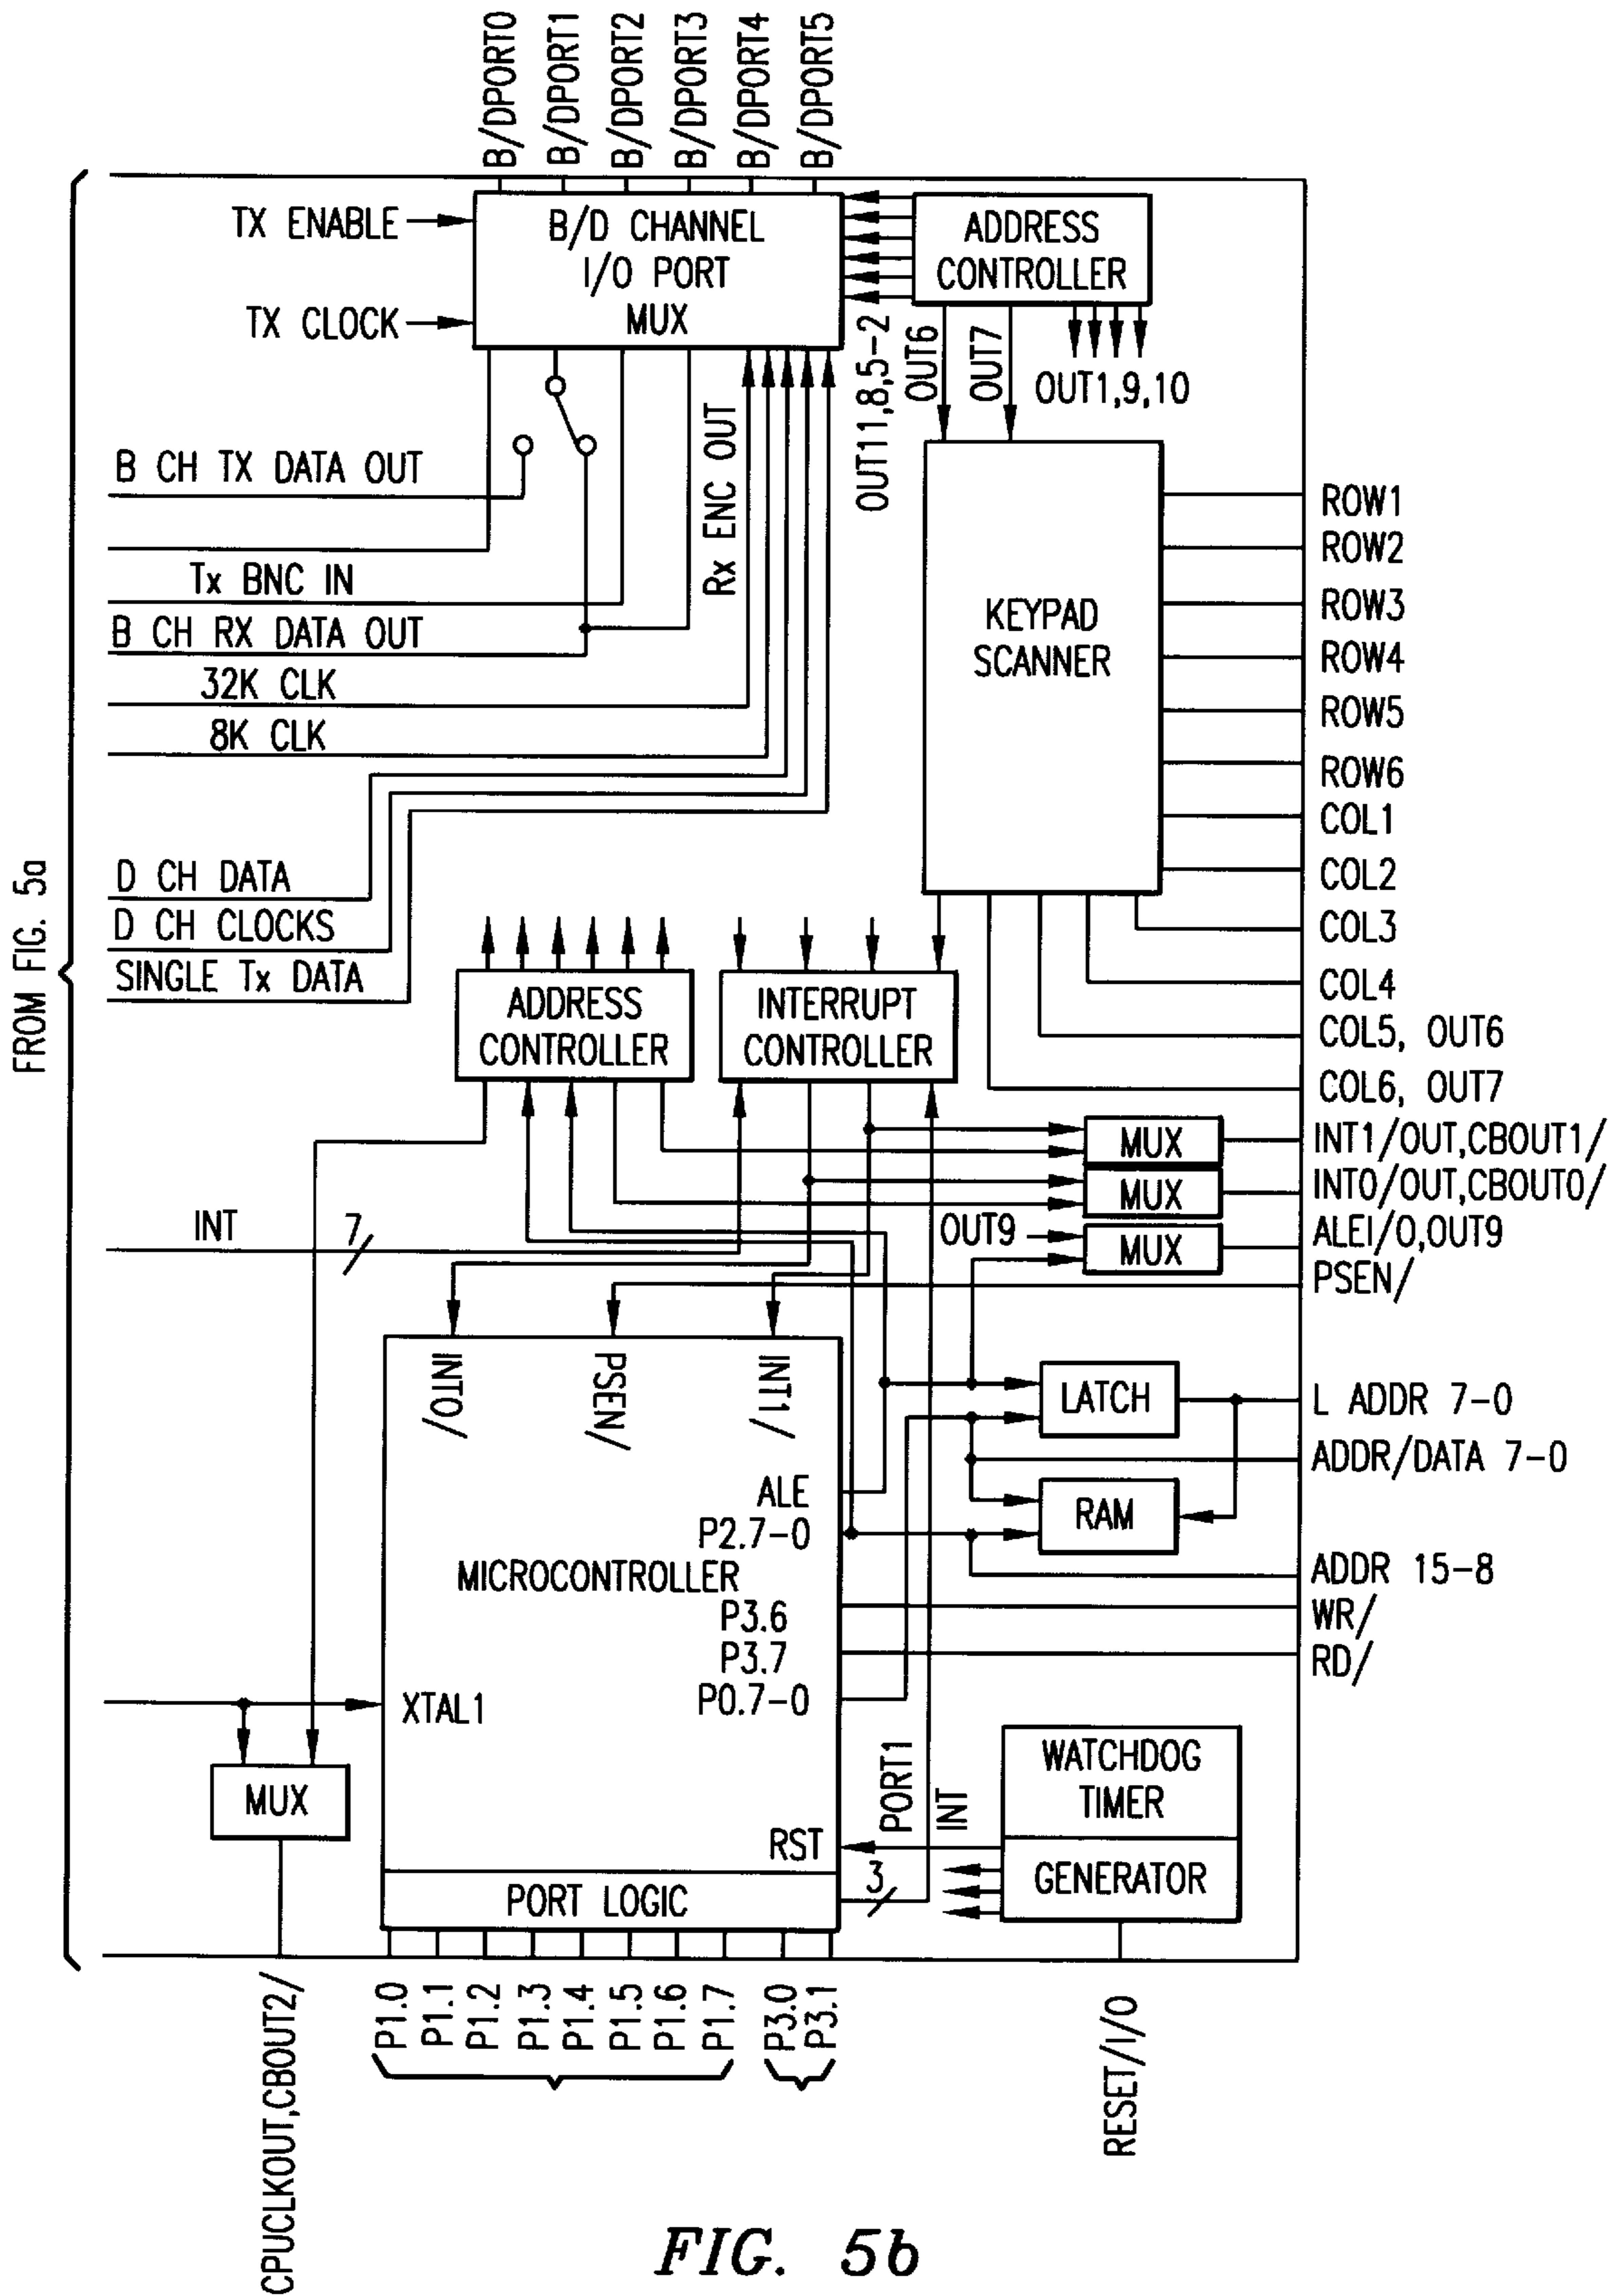 B/DPORT0
B/DPORT1
B/DPORT2
B/DPORT3
B/DPORT4
B/DPORT5
FROM FIG. 5a
TX ENABLE
TX CLOCK
B/D CHANNEL
I/O PORT
MUX
ADDRESS
CONTROLLER
OUT11,8,5-2
OUT6
OUT7
OUT1,9,10
B CH TX DATA OUT
Tx BNC IN
B CH RX DATA OUT
32K CLK
8K CLK
Rx ENC OUT
D CH DATA
D CH CLOCKS
SINGLE Tx DATA
KEYPAD
SCANNER
ROW1
ROW2
ROW3
ROW4
ROW5
ROW6
COL1
COL2
COL3
COL4
COL5, OUT6
COL6, OUT7
ADDRESS
CONTROLLER
INTERRUPT
CONTROLLER
MUX
INT1/OUT,CBOUT1/
MUX
INT0/OUT,CBOUT0/
OUT9
MUX
ALEI/O,OUT9
PSEN/
INT
7
INT0/
PSEN/
INT1/
LATCH
L ADDR 7-0
ADDR/DATA 7-0
RAM
ALE
P2.7-0
MICROCONTROLLER
P3.6
P3.7
P0.7-0
ADDR 15-8
WR/
RD/
XTAL1
MUX
RST
PORT LOGIC
PORT1
INT
3
WATCHDOG
TIMER
GENERATOR
CPUCLKOUT,CBOUT2/
P1.0
P1.1
P1.2
P1.3
P1.4
P1.5
P1.6
P1.7
P3.0
P3.1
RESET/I/O
FIG. 5b